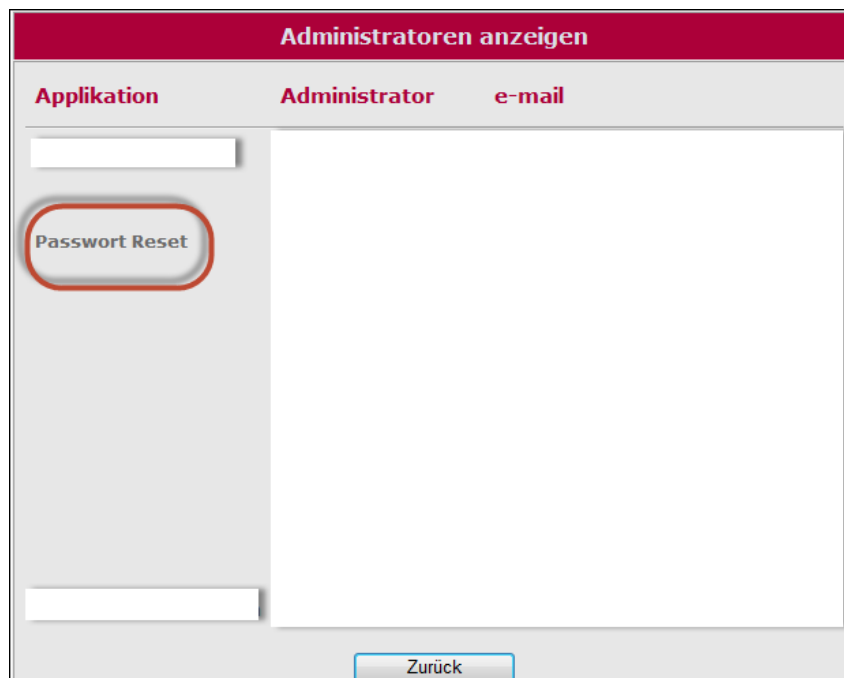 Administratoren anzeigen
Applikation Administrator e-mail
Passwort Reset
Zurück